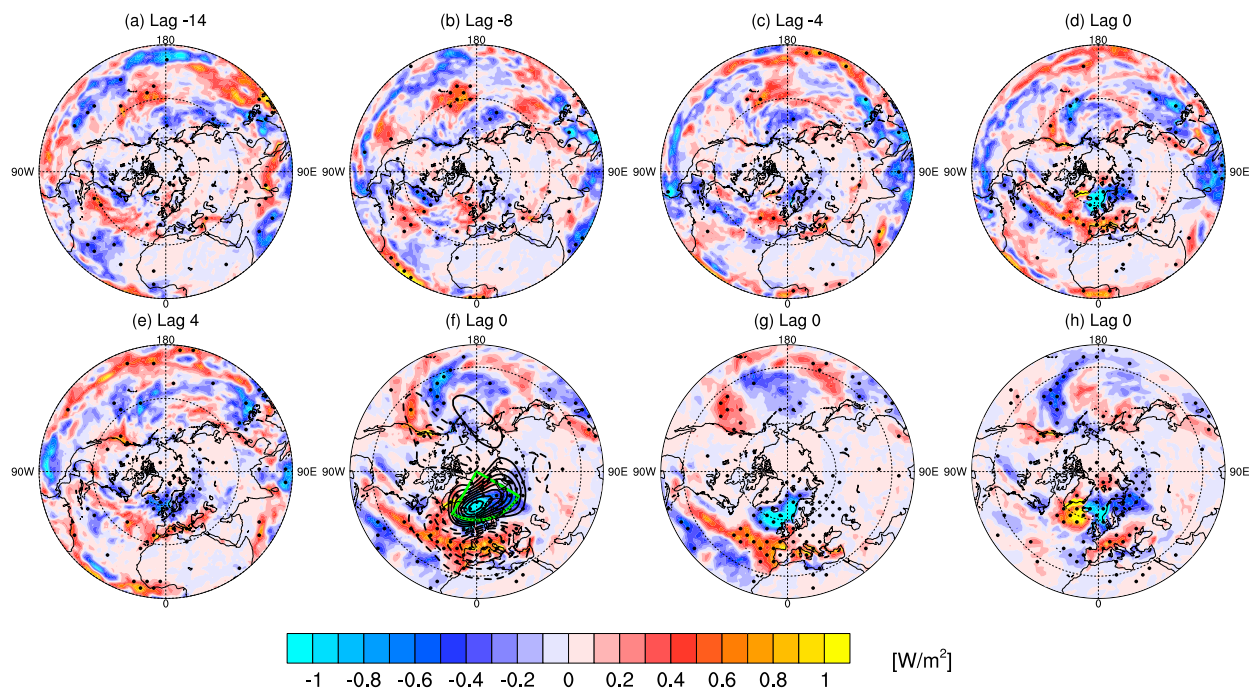 (a) Lag -14
(b) Lag -8
(c) Lag -4
(d) Lag 0
180
180
180
180
90W
90E
90W
90E
90W
90E
90W
90E
0
0
0
0
(e) Lag 4
(f) Lag 0
(g) Lag 0
(h) Lag 0
180
180
180
180
90W
90E
90W
90E
90W
90E
90W
90E
0
0
0
0
-1 -0.8 -0.6 -0.4 -0.2 0 0.2 0.4 0.6 0.8 1
[W/m²]